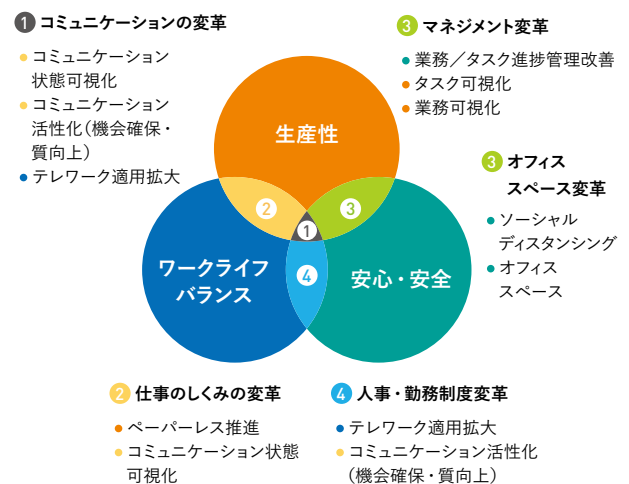 1 コミュニケーションの変革
コミュニケーション
状態可視化
コミュニケーション
活性化(機会確保・
質向上)
テレワーク適用拡大
3 マネジメント変革
業務/タスク進捗管理改善
タスク可視化
業務可視化
3 オフィス
スペース変革
ソーシャル
ディスタンシング
オフィス
スペース
生産性
2
3
1
4
ワークライフ
バランス
安心・安全
2 仕事のしくみの変革
ペーパーレス推進
コミュニケーション状態
可視化
4 人事・勤務制度変革
テレワーク適用拡大
コミュニケーション活性化
(機会確保・質向上)